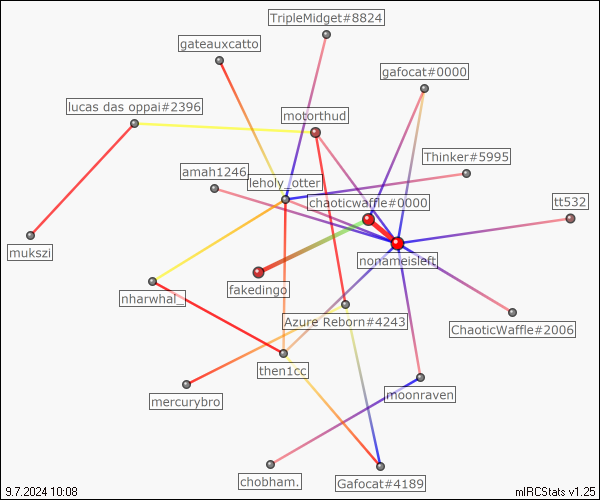 TripleMidget#8824
gateauxcatto
gafocat#0000
lucas das oppai#2396
motorthud
Thinker#5995
amah1246
leholy_otter
chaoticwaffle#0000
tt532
mukszi
nonameisleft
fakedingo
nharwhal_
Azure Reborn#4243
ChaoticWaffle#2006
then1cc
mercurybro
moonraven
chobham.
Gafocat#4189
9.7.2024 10:08
mIRCStats v1.25